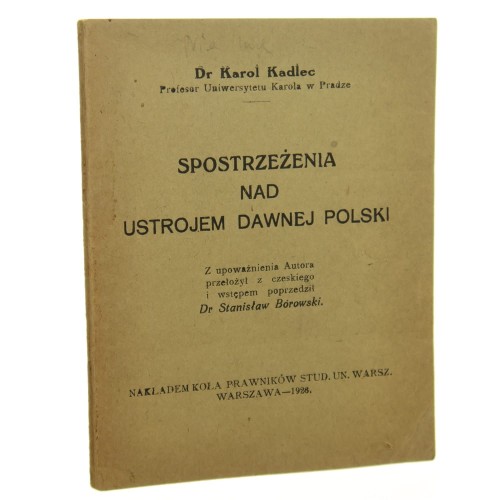 Dr Karol Kadlec
Profesor Uniwersytetu Karola w Pradze
SPOSTRZEŻENIA
NAD
USTROJEM DAWNEJ POLSKI
Z upoważnienia Autora
przełożył z czeskiego
i wstępem poprzedził
Dr Stanisław Borowski.
NAKŁADEM KOŁA PRAWNIKÓW STUD. UN. WARSZ.
WARSZAWA—1926.